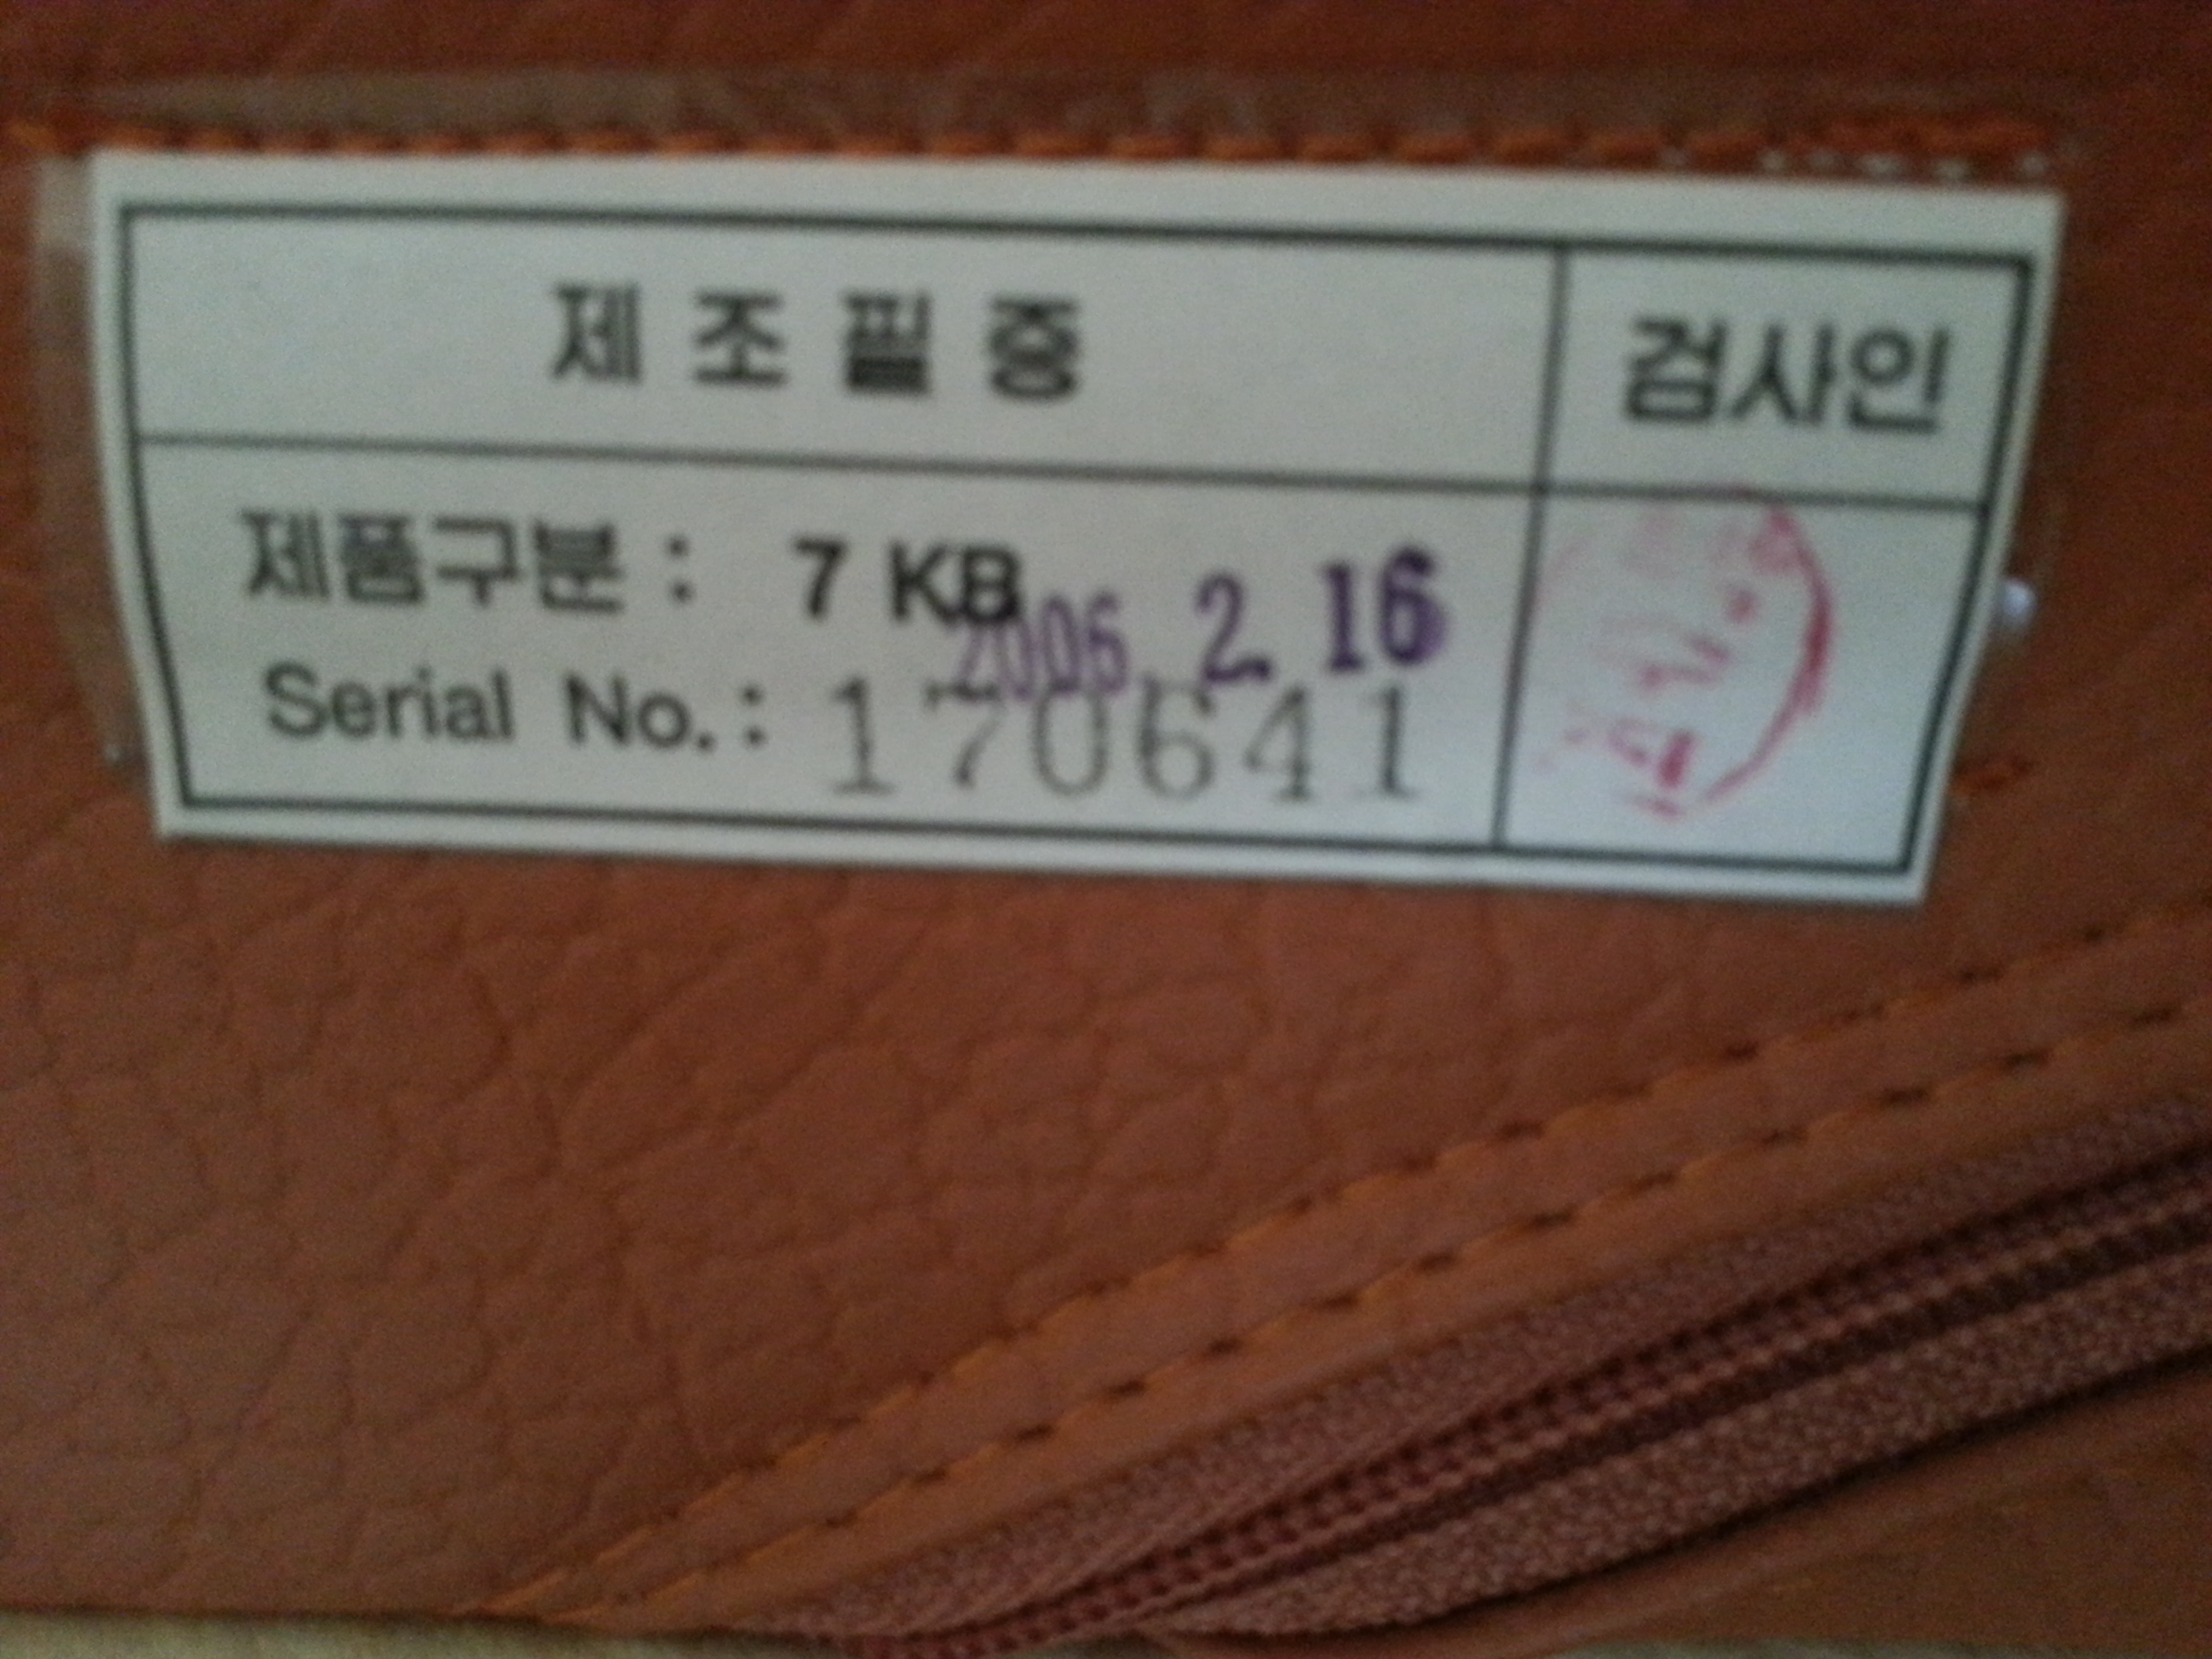 제조필증
검사인
제품구분 : 7 KB
2006. 2. 16
Serial No. : 170641